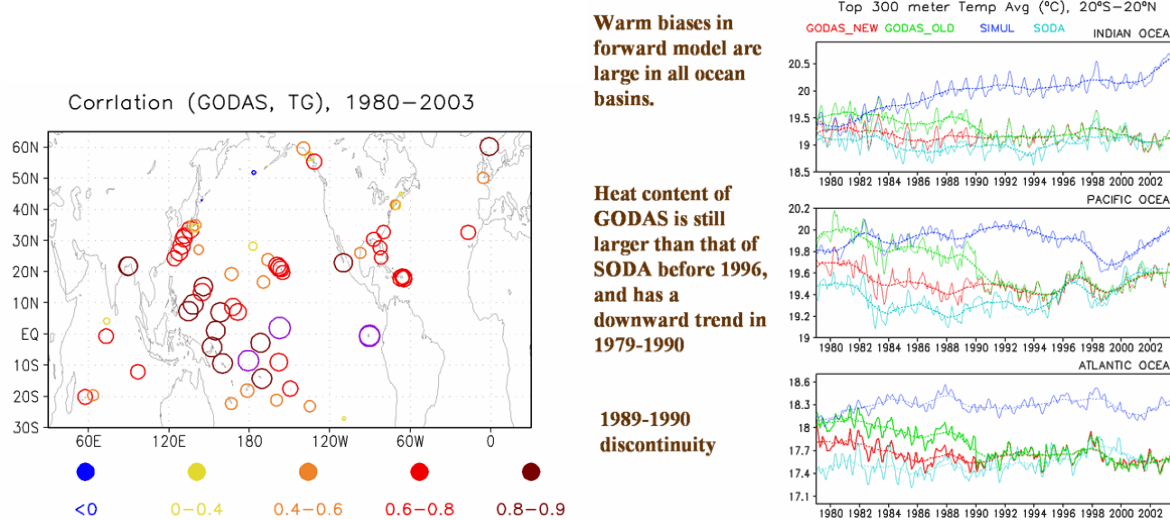 Corrlation (GODAS, TG), 1980−2003
60N
50N
40N
30N
20N
10N
EQ
10S
20S
30S
60E
120E
180
120W
60W
0
<0
0−0.4
0.4−0.6
0.6−0.8
0.8−0.9
Warm biases in
forward model are
large in all ocean
basins.
Heat content of
GODAS is still
larger than that of
SODA before 1996,
and has a
downward trend in
1979-1990
1989-1990
discontinuity
Top 300 meter Temp Avg (ºC), 20ºS−20ºN
GODAS_NEW GODAS_OLD SIMUL SODA
INDIAN OCEA
20.5
20
19.5
19
18.5
1980 1982 1984 1986 1988 1990 1992 1994 1996 1998 2000 2002
PACIFIC OCEA
20.2
20
19.8
19.6
19.4
19.2
19
1980 1982 1984 1986 1988 1990 1992 1994 1996 1998 2000 2002
ATLANTIC OCEA
18.6
18.3
18
17.7
17.4
17.1
1980 1982 1984 1986 1988 1990 1992 1994 1996 1998 2000 2002